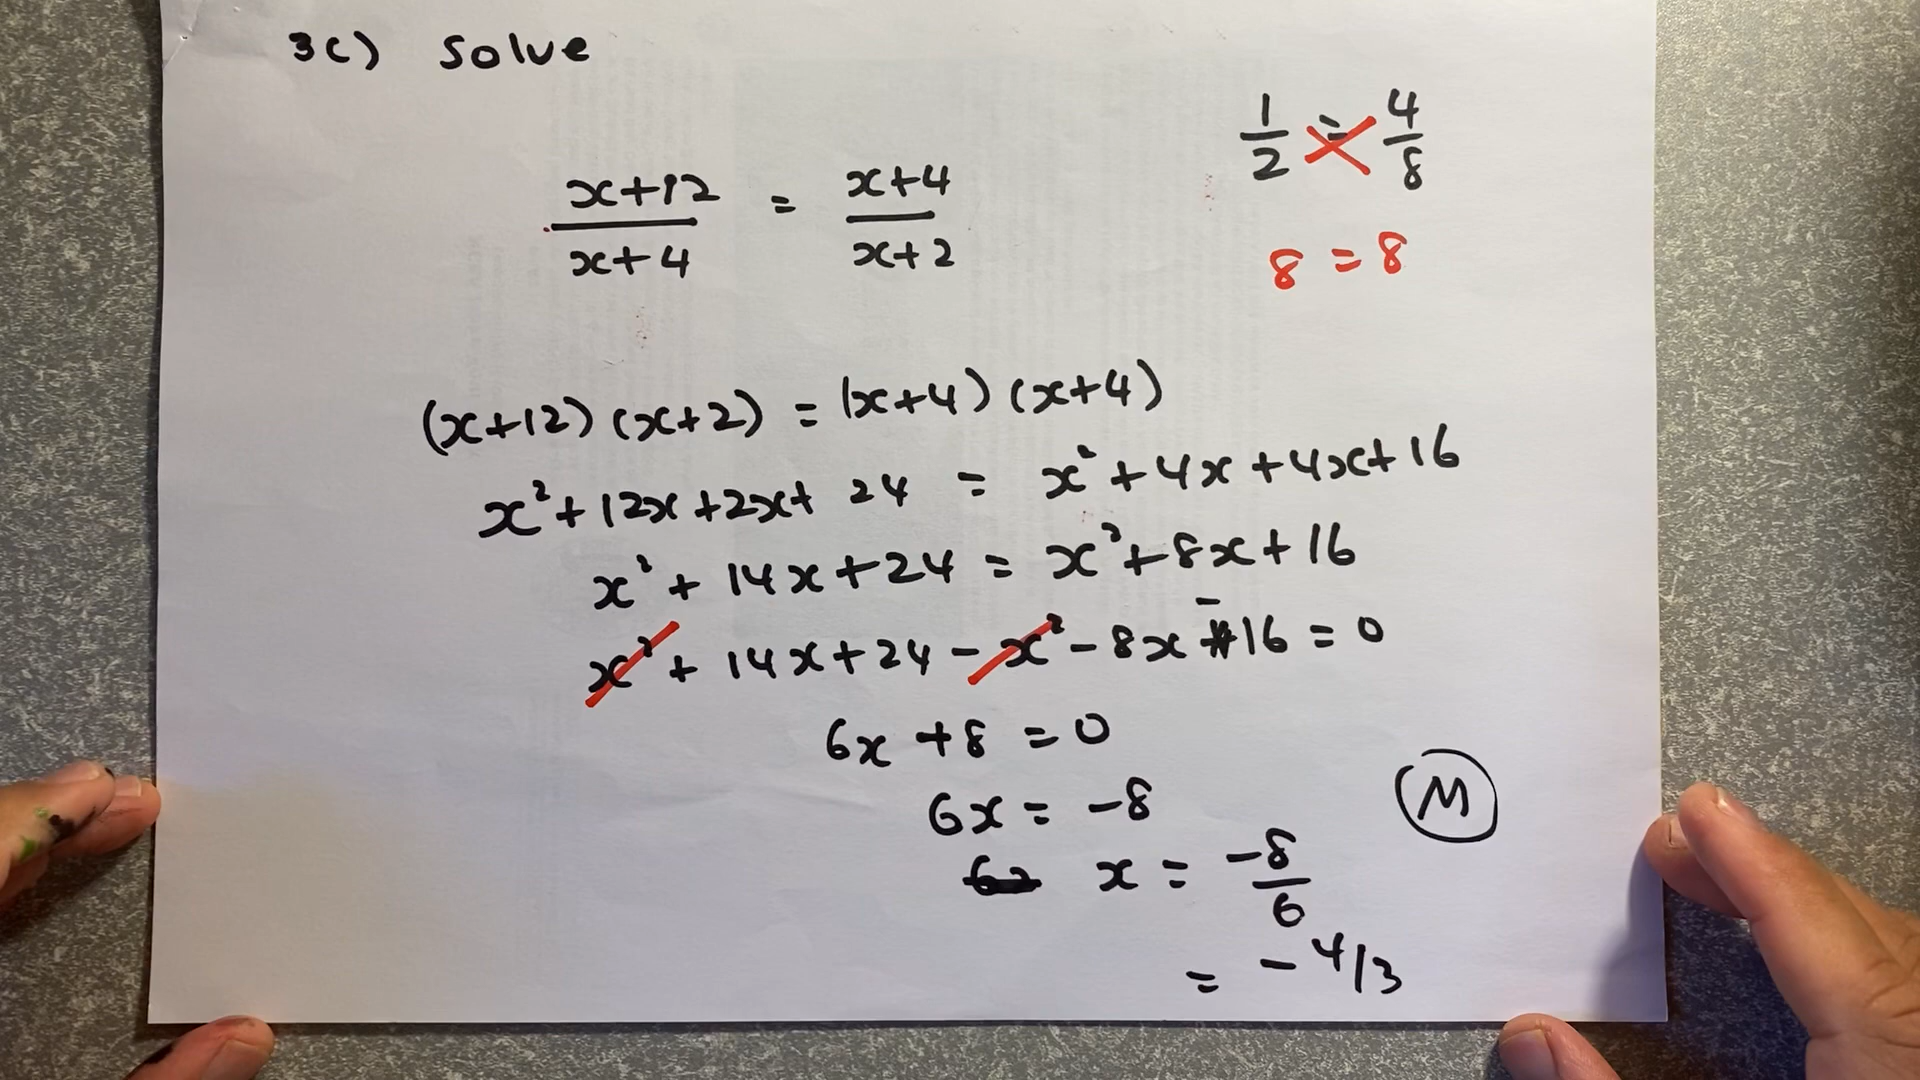 3c) Solve
1/2 = 4/8
8 = 8
x+12/x+4 = x+4/x+2
(x+12)(x+2) = (x+4)(x+4)
x²+12x+2x+24 = x²+4x+4x+16
x²+14x+24 = x²+8x+16
x²+14x+24-x²-8x-16=0
6x+8=0
6x=-8
x = -8/6
= -4/3
M